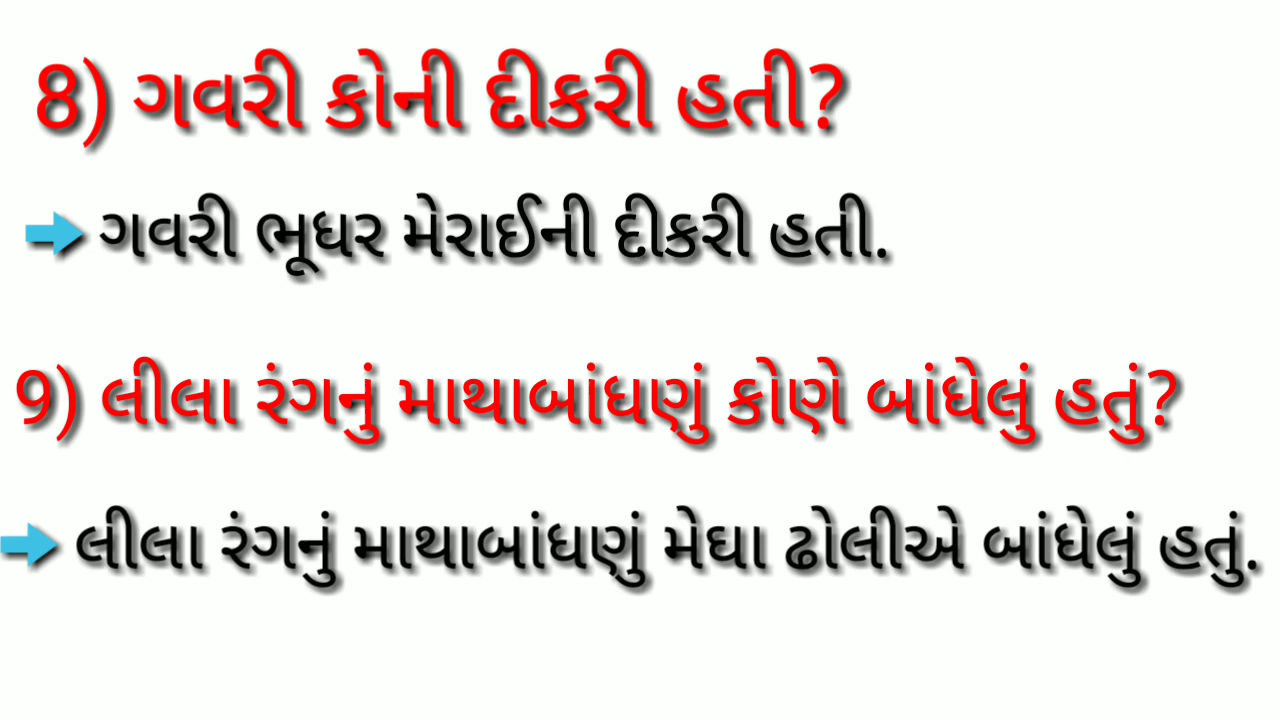 8) ગવરી કોની દીકરી હતી?
ગવરી ભૂધર મેરાઈની દીકરી હતી.
9) લીલા રંગનું માથાબાંધણું કોણે બાંધેલું હતું?
લીલા રંગનું માથાબાંધણું મેઘા ઢોલીએ બાંધેલું હતું.